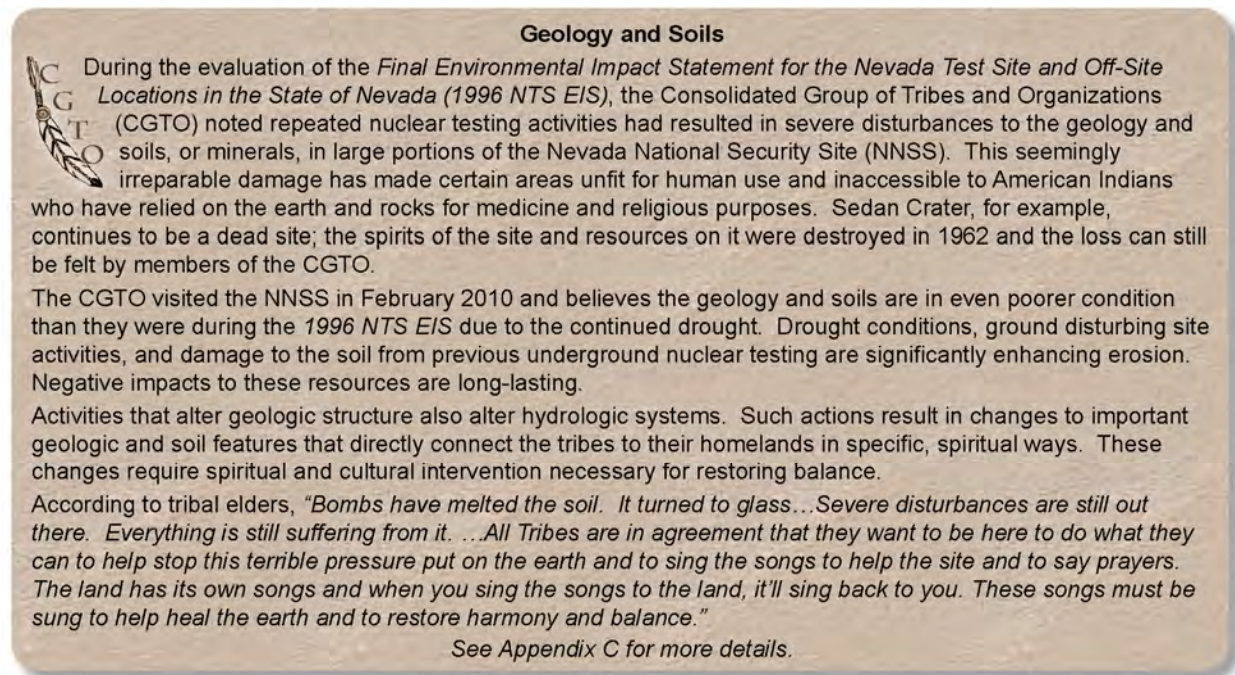 Geology and Soils
During the evaluation of the Final Environmental Impact Statement for the Nevada Test Site and Off-Site
Locations in the State of Nevada (1996 NTS EIS), the Consolidated Group of Tribes and Organizations
(CGTO) noted repeated nuclear testing activities had resulted in severe disturbances to the geology and
soils, or minerals, in large portions of the Nevada National Security Site (NNSS). This seemingly
irreparable damage has made certain areas unfit for human use and inaccessible to American Indians
who have relied on the earth and rocks for medicine and religious purposes. Sedan Crater, for example,
continues to be a dead site; the spirits of the site and resources on it were destroyed in 1962 and the loss can still
be felt by members of the CGTO.
The CGTO visited the NNSS in February 2010 and believes the geology and soils are in even poorer condition
than they were during the 1996 NTS EIS due to the continued drought. Drought conditions, ground disturbing site
activities, and damage to the soil from previous underground nuclear testing are significantly enhancing erosion.
Negative impacts to these resources are long-lasting.
Activities that alter geologic structure also alter hydrologic systems. Such actions result in changes to important
geologic and soil features that directly connect the tribes to their homelands in specific, spiritual ways. These
changes require spiritual and cultural intervention necessary for restoring balance.
According to tribal elders, "Bombs have melted the soil. It turned to glass…Severe disturbances are still out
there. Everything is still suffering from it. …All Tribes are in agreement that they want to be here to do what they
can to help stop this terrible pressure put on the earth and to sing the songs to help the site and to say prayers.
The land has its own songs and when you sing the songs to the land, it'll sing back to you. These songs must be
sung to help heal the earth and to restore harmony and balance."
See Appendix C for more details.
C
G
T
O